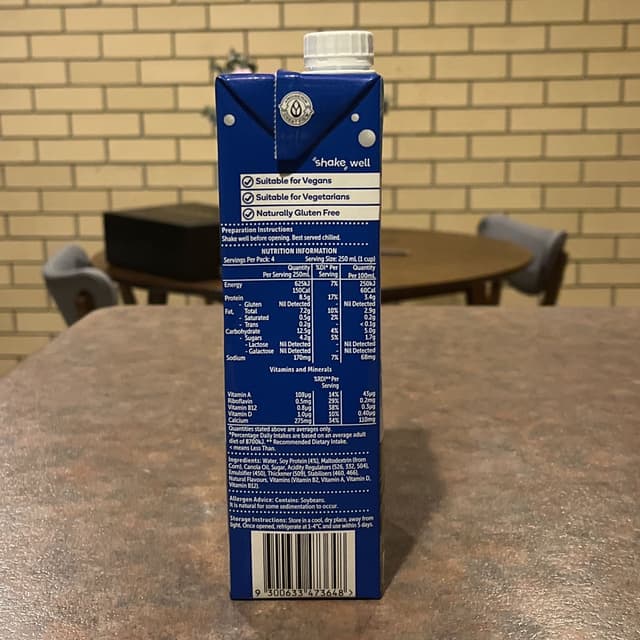 shake well
Suitable for Vegans
Suitable for Vegetarians
Naturally Gluten Free
Preparation Instructions
Shake well before opening. Best served chilled.
NUTRITION INFORMATION
Servings Per Pack: 4 Serving Size: 250 mL (1 cup)
Quantity %DI* Per Quantity
Per Serving 250mL Serving Per 100mL
Energy 625kJ 7% 250kJ
150Cal 60Cal
Protein 8.5g 17% 3.4g
- Gluten Nil Detected Nil Detected
Fat, Total 7.2g 10% 2.9g
- Saturated 0.5g 2% 0.2g
- Trans 0.2g < 0.1g
Carbohydrate 12.5g 4% 5.0g
- Sugars 4.2g 5% 1.7g
- Lactose Nil Detected - Nil Detected
- Galactose Nil Detected - Nil Detected
Sodium 170mg 7% 68mg
Vitamins and Minerals
%RDI** Per
Serving
Vitamin A 108µg 14% 43µg
Riboflavin 0.5mg 29% 0.2mg
Vitamin B12 0.8µg 38% 0.3µg
Vitamin D 1.0µg 10% 0.40µg
Calcium 275mg 34% 110mg
Quantities stated above are averages only.
*Percentage Daily Intakes are based on an average adult
diet of 8700kJ. ** Recommended Dietary Intake.
< means Less Than.
Ingredients: Water, Soy Protein (4%), Maltodextrin (from
Corn), Canola Oil, Sugar, Acidity Regulators (526, 332, 504),
Emulsifier (450), Thickener (509), Stabilisers (460, 466),
Natural Flavours, Vitamins (Vitamin B2, Vitamin A, Vitamin D,
Vitamin B12).
Allergen Advice: Contains: Soybeans.
It is natural for some sedimentation to occur.
Storage Instructions: Store in a cool, dry place, away from
light. Once opened, refrigerate at 1-4°C and use within 5 days.
9 300633 473648 >